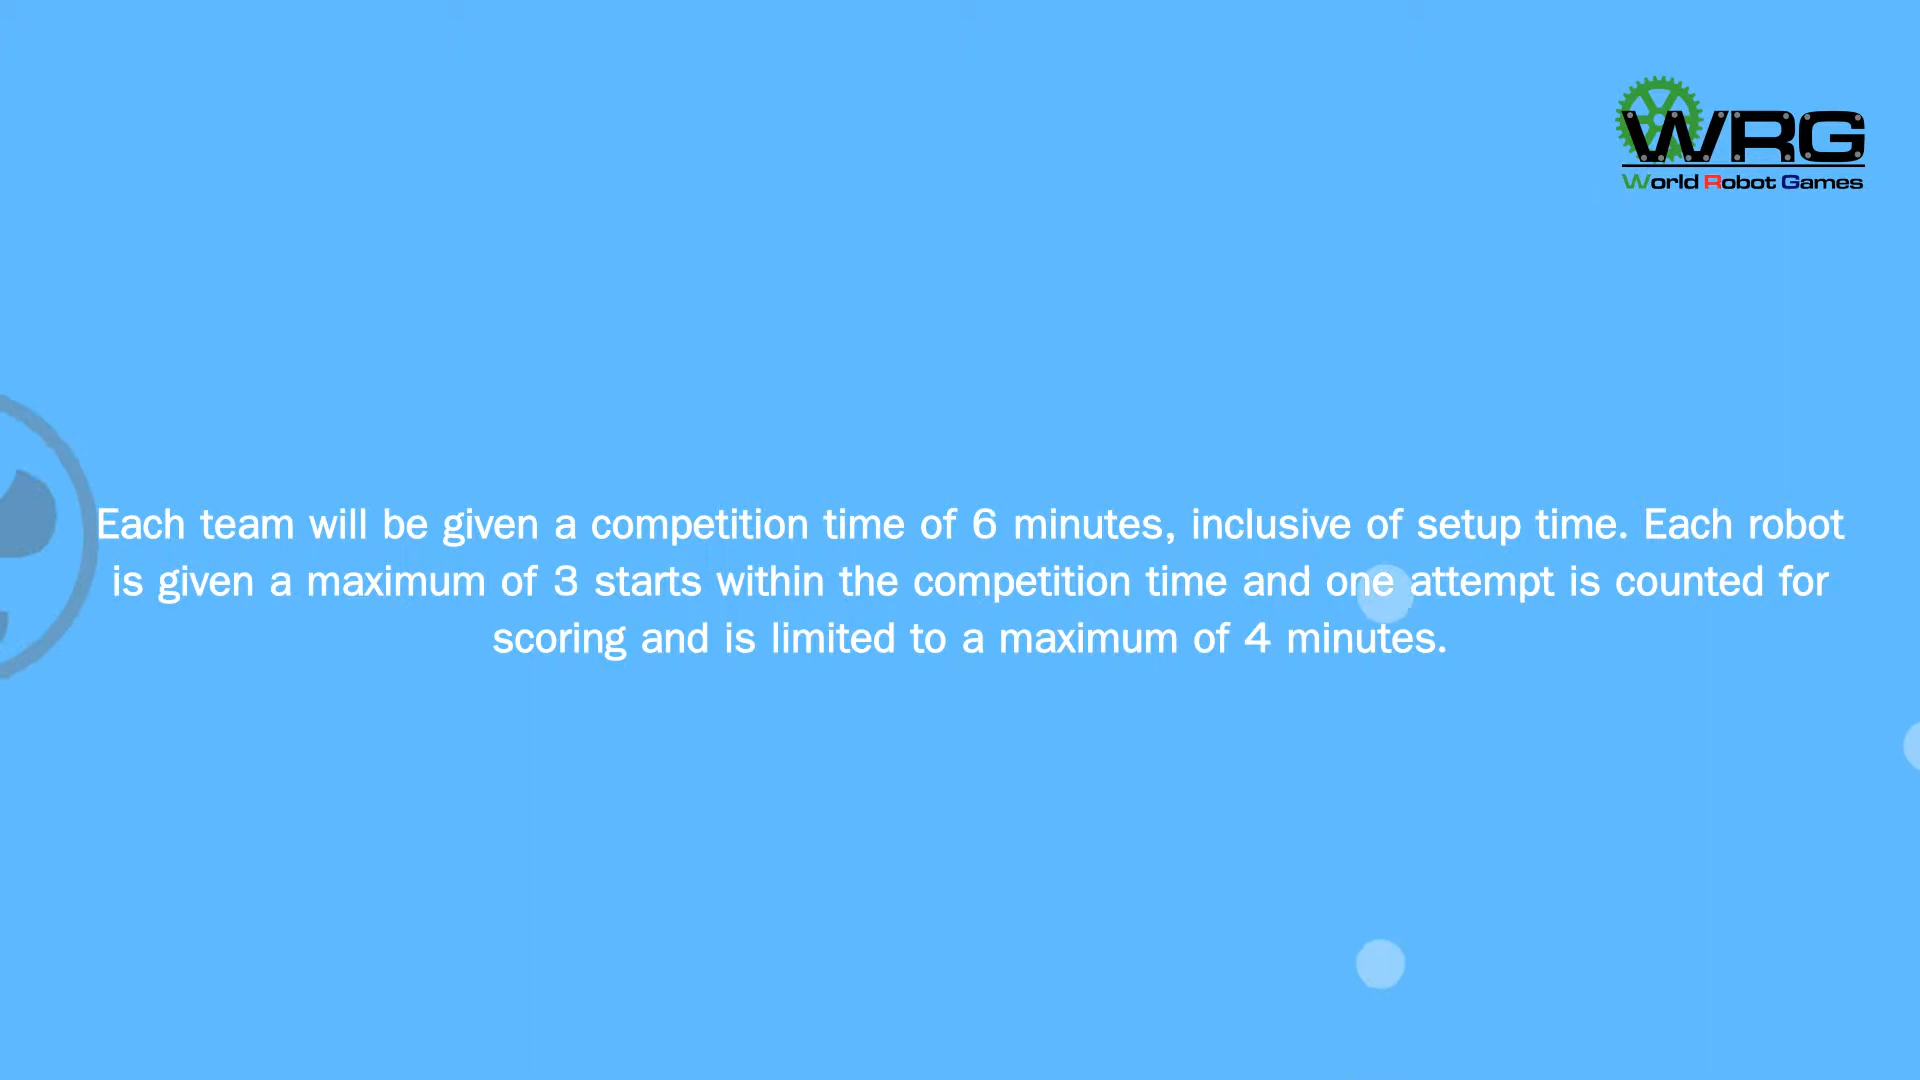 WRG
World Robot Games
Each team will be given a competition time of 6 minutes, inclusive of setup time. Each robot
is given a maximum of 3 starts within the competition time and one attempt is counted for
scoring and is limited to a maximum of 4 minutes.